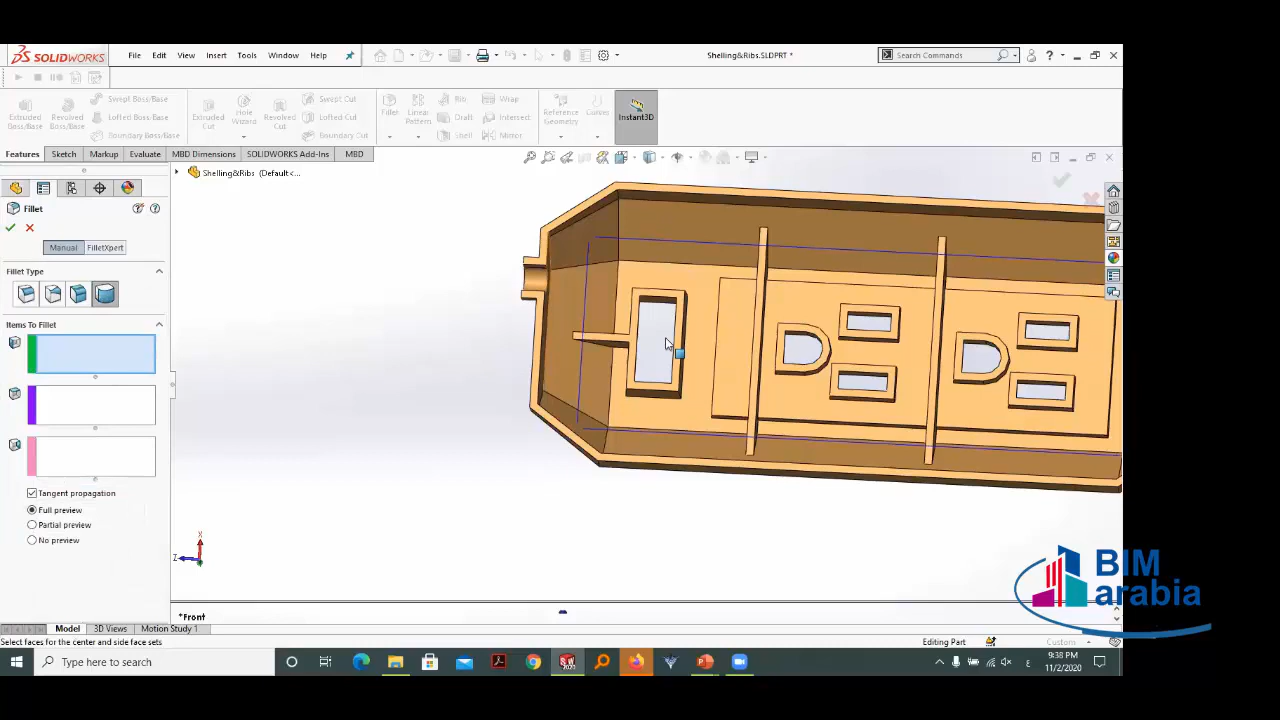 SOLIDWORKS File Edit View Insert Tools Window Help Shelling&Ribs.SLDPRT * Search Commands
Extruded Boss/Base
Revolved Boss/Base
Swept Boss/Base
Lofted Boss/Base
Boundary Boss/Base
Extruded Cut
Hole Wizard
Revolved Cut
Swept Cut
Lofted Cut
Boundary Cut
Fillet
Linear Pattern
Rib
Draft
Shell
Wrap
Intersect
Mirror
Reference Geometry
Curves
Instant3D
Features Sketch Markup Evaluate MBD Dimensions SOLIDWORKS Add-Ins MBD
Shelling&Ribs (Default<...
Fillet
Manual FilletXpert
Fillet Type
Items To Fillet
Tangent propagation
Full preview
Partial preview
No preview
X
Z
*Front
Model 3D Views Motion Study 1
Select faces for the center and side face sets
Editing Part
Custom
BIM
arabia
Type here to search
9:38 PM
11/2/2020